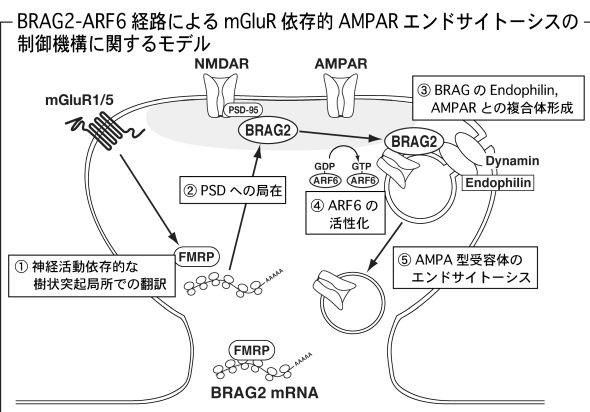 BRAG2-ARF6 経路による mGluR 依存的 AMPAR エンドサイトーシスの
制御機構に関するモデル
NMDAR
AMPAR
mGluR1/5
PSD-95
BRAG2
③ BRAG の Endophilin,
AMPAR との複合体形成
BRAG2
Dynamin
Endophilin
GDP
GTP
ARF6
ARF6
② PSD への局在
④ ARF6 の
活性化
FMRP
① 神経活動依存的な
樹状突起局所での翻訳
AAAAA
⑤ AMPA 型受容体の
エンドサイトーシス
FMRP
AAAAA
BRAG2 mRNA